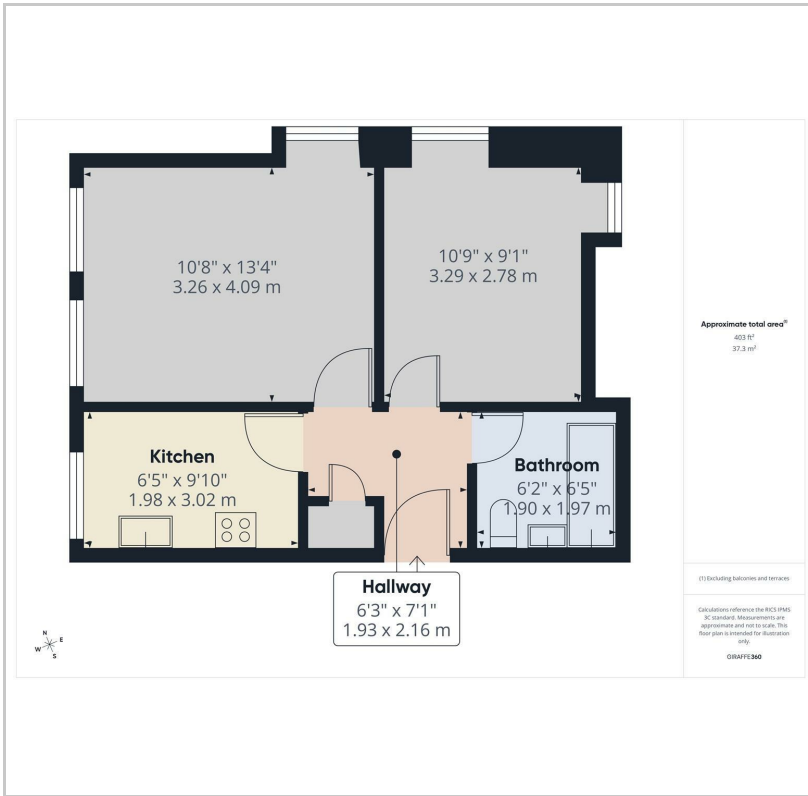 10'8" x 13'4"
3.26 x 4.09 m
10'9" x 9'1"
3.29 x 2.78 m
Kitchen
6'5" x 9'10"
1.98 x 3.02 m
Bathroom
6'2" x 6'5"
1.90 x 1.97 m
Hallway
6'3" x 7'1"
1.93 x 2.16 m
N
E
W
S
Approximate total area⁽¹⁾
403 ft²
37.3 m²
(1) Excluding balconies and terraces
Calculations reference the RICS IPMS
3C standard. Measurements are
approximate and not to scale. This
floor plan is intended for illustration
only.
GIRAFFE360